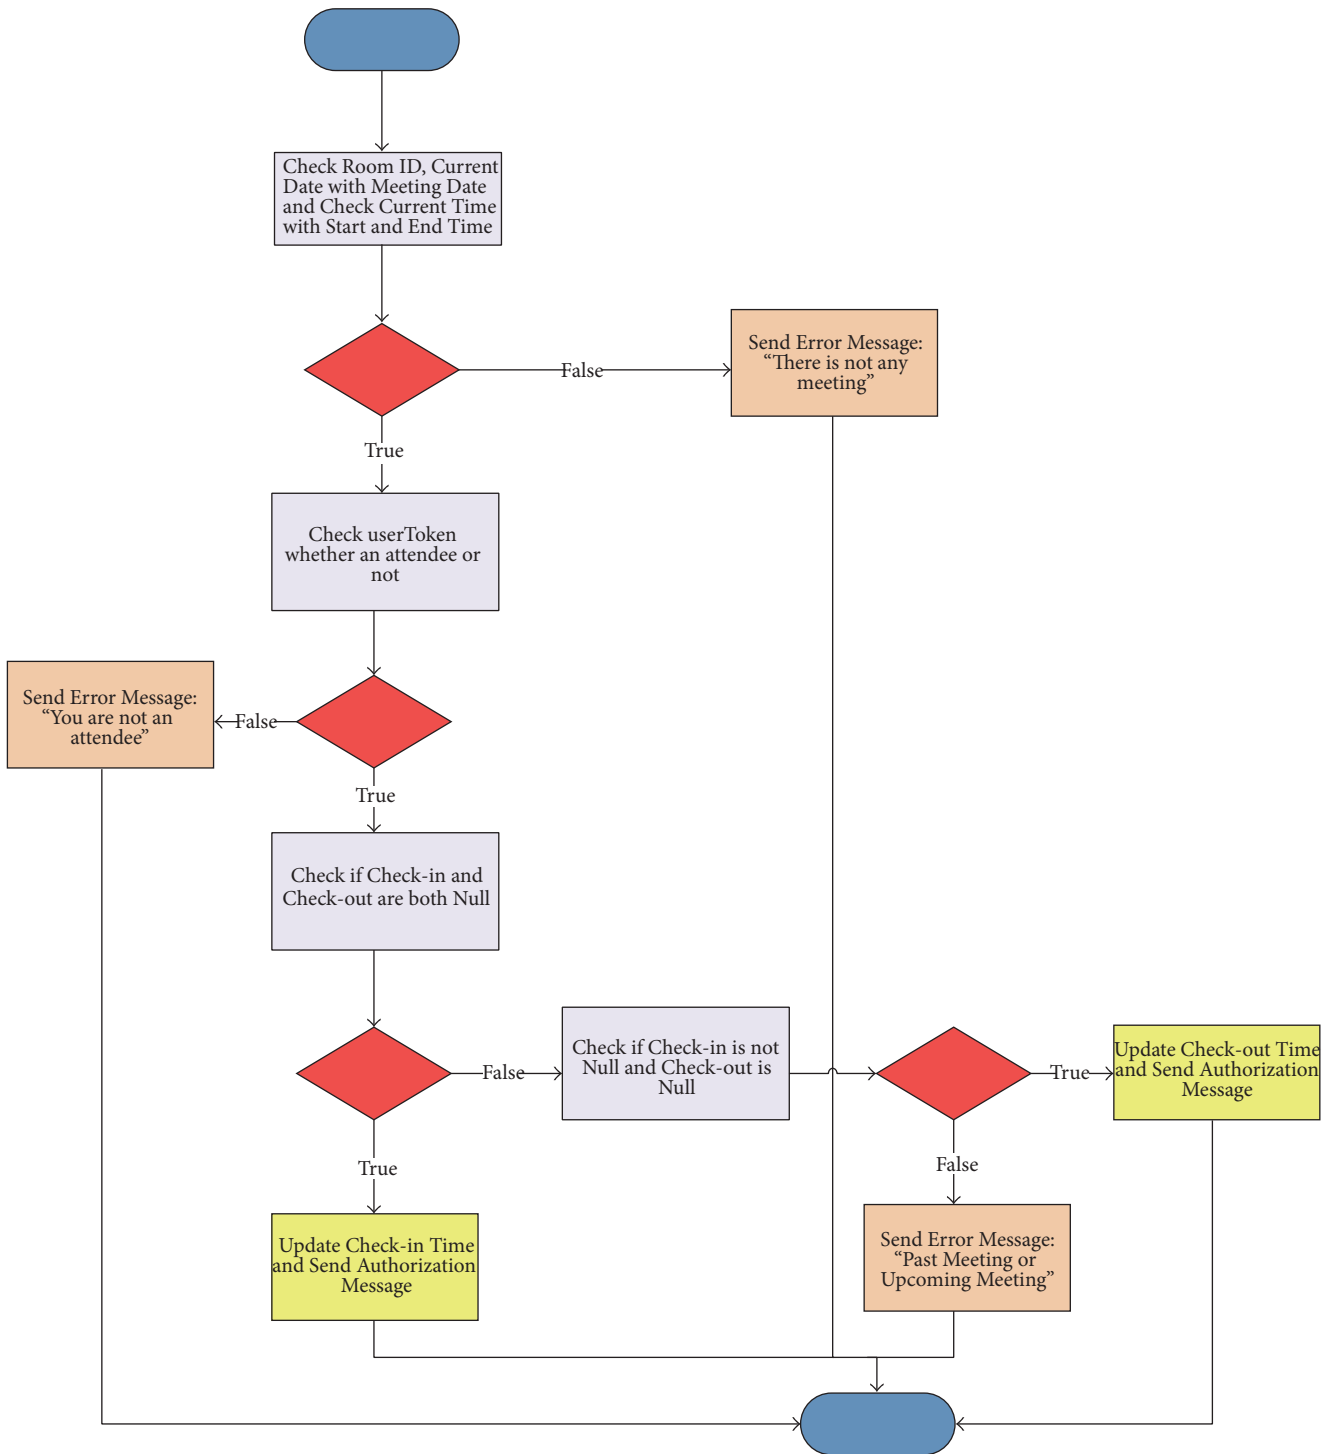 Check Room ID, Current
Date with Meeting Date
and Check Current Time
with Start and End Time
Send Error Message:
“There is not any
meeting”
False
True
Check userToken
whether an attendee or
not
Send Error Message:
“You are not an
attendee”
False
True
Check if Check-in and
Check-out are both Null
False
Check if Check-in is not
Null and Check-out is
Null
True
Update Check-out Time
and Send Authorization
Message
True
False
Update Check-in Time
and Send Authorization
Message
Send Error Message:
“Past Meeting or
Upcoming Meeting”